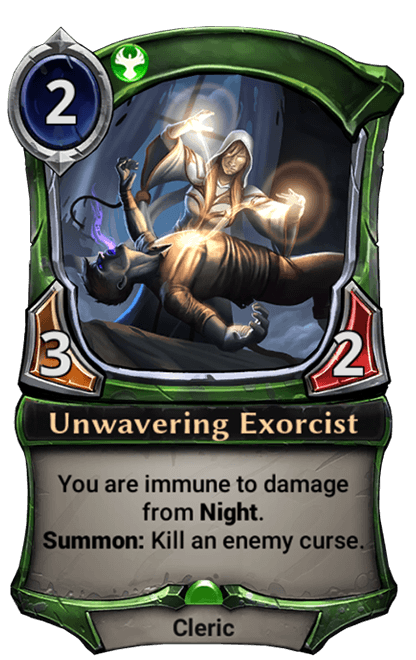 2
3
2
Unwavering Exorcist
You are immune to damage
from Night.
Summon: Kill an enemy curse.
Cleric